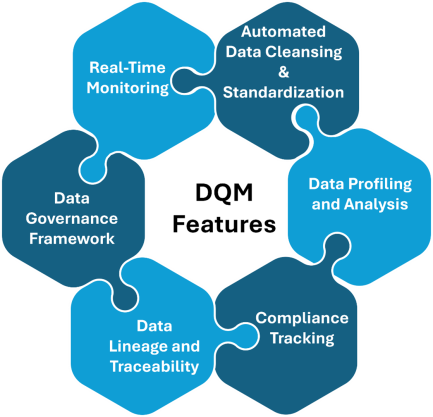 Automated
Data Cleansing
&
Standardization
Real-Time
Monitoring
Data Profiling
and Analysis
DQM
Features
Data
Governance
Framework
Compliance
Tracking
Data
Lineage and
Traceability